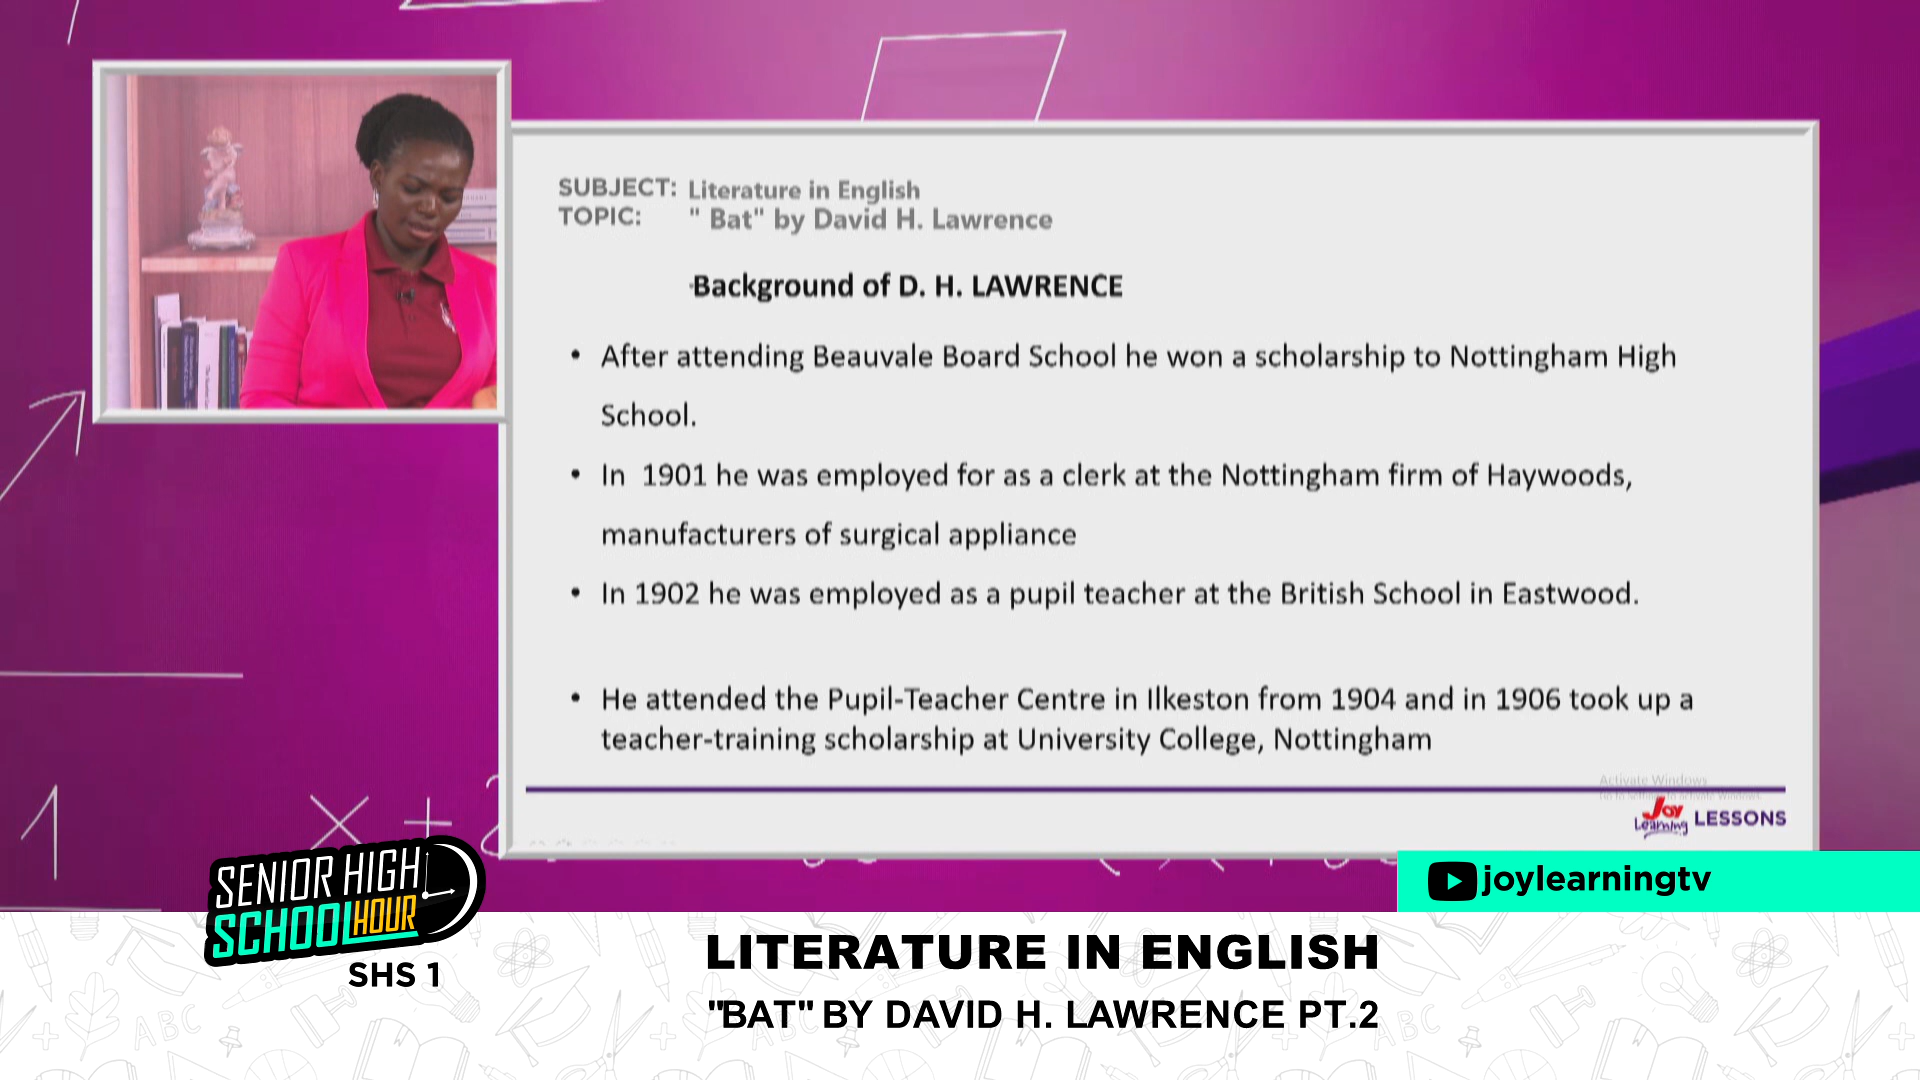 SUBJECT: Literature in English
TOPIC: " Bat" by David H. Lawrence
Background of D. H. LAWRENCE
• After attending Beauvale Board School he won a scholarship to Nottingham High
School.
• In 1901 he was employed for as a clerk at the Nottingham firm of Haywoods,
manufacturers of surgical appliance
• In 1902 he was employed as a pupil teacher at the British School in Eastwood.
• He attended the Pupil-Teacher Centre in Ilkeston from 1904 and in 1906 took up a
teacher-training scholarship at University College, Nottingham
Activate Windows
Joy Learning LESSONS
joylearningtv
1
x+2
SENIOR HIGH
SCHOOL HOUR
SHS 1
LITERATURE IN ENGLISH
"BAT" BY DAVID H. LAWRENCE PT.2
ABC
ABC